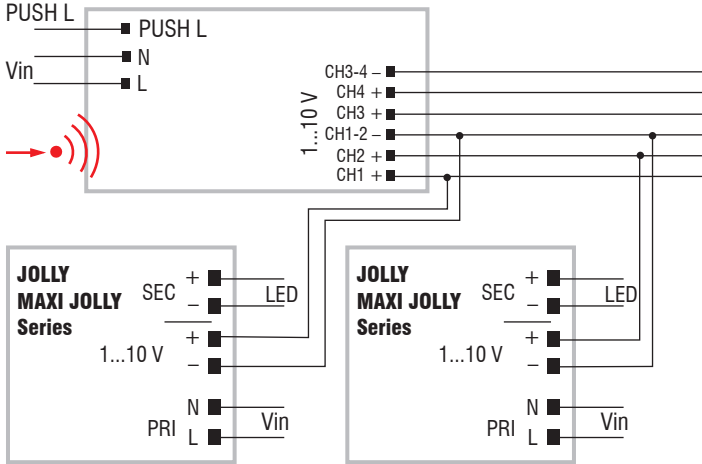 PUSH L
PUSH L
N
Vin
L
1...10 V
CH3-4 –
CH4 +
CH3 +
CH1-2 –
CH2 +
CH1 +
JOLLY
MAXI JOLLY
Series
SEC
+
–
LED
1...10 V
+
–
PRI
N
L
Vin
JOLLY
MAXI JOLLY
Series
SEC
+
–
LED
1...10 V
+
–
PRI
N
L
Vin